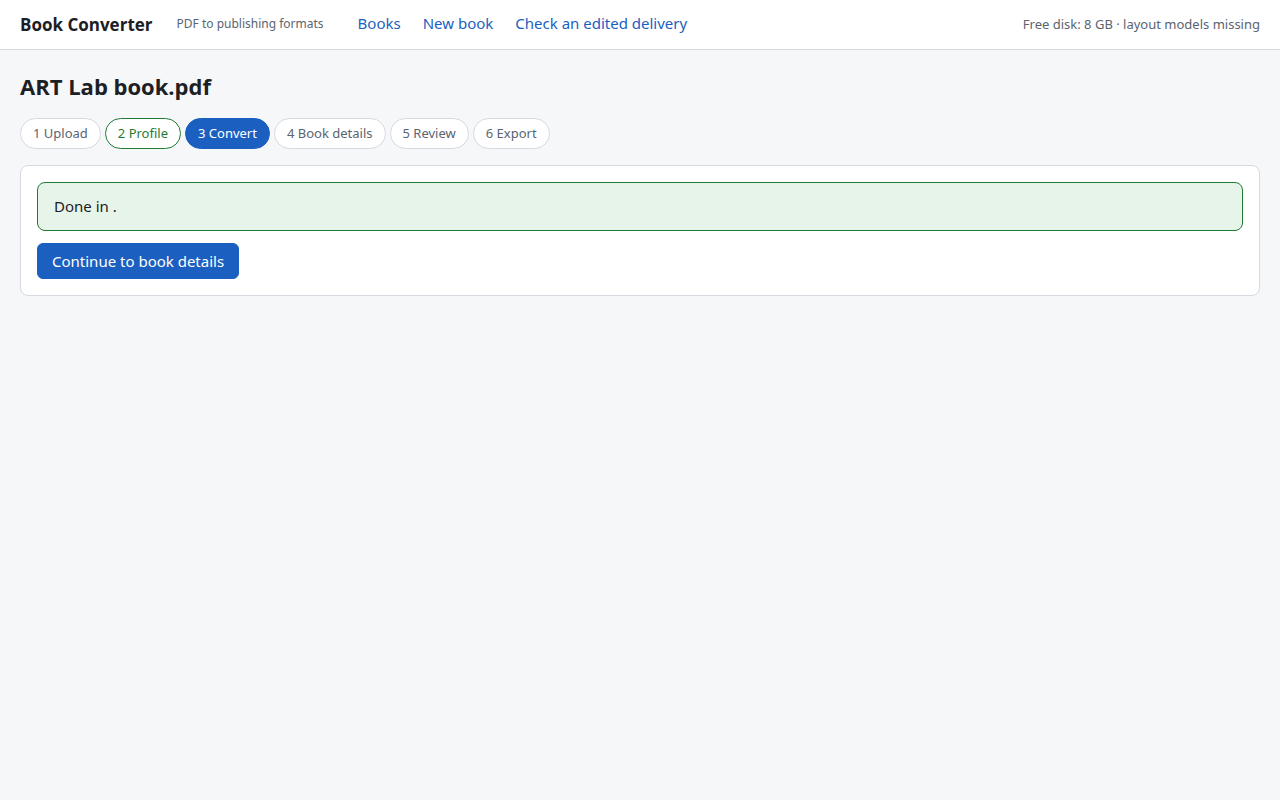 Book Converter PDF to publishing formats Books New book Check an edited delivery Free disk: 8 GB · layout models missing
ART Lab book.pdf
1 Upload 2 Profile 3 Convert 4 Book details 5 Review 6 Export
Done in .
Continue to book details